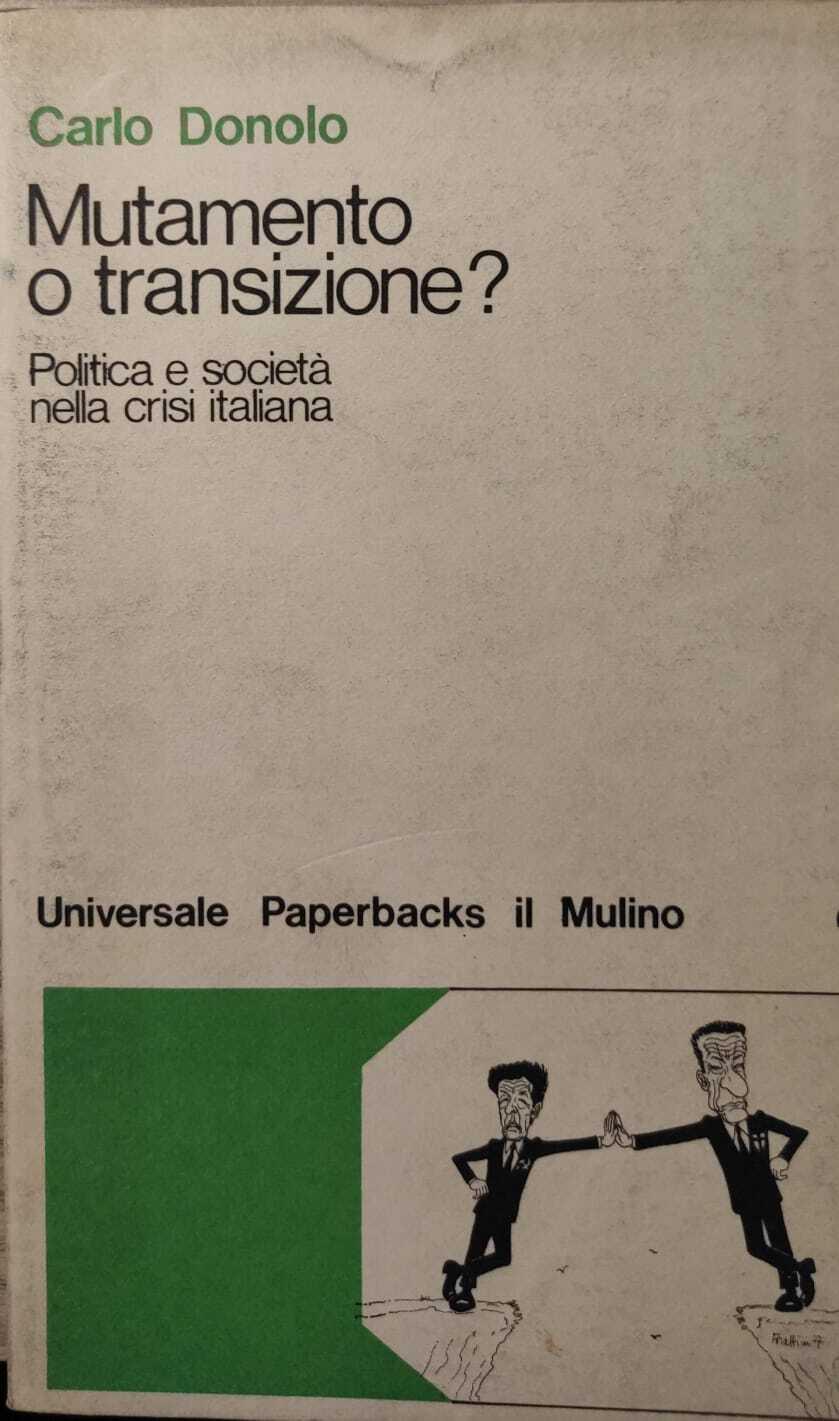 Carlo Donolo
Mutamento
o transizione?
Politica e società
nella crisi italiana
Universale Paperbacks il Mulino